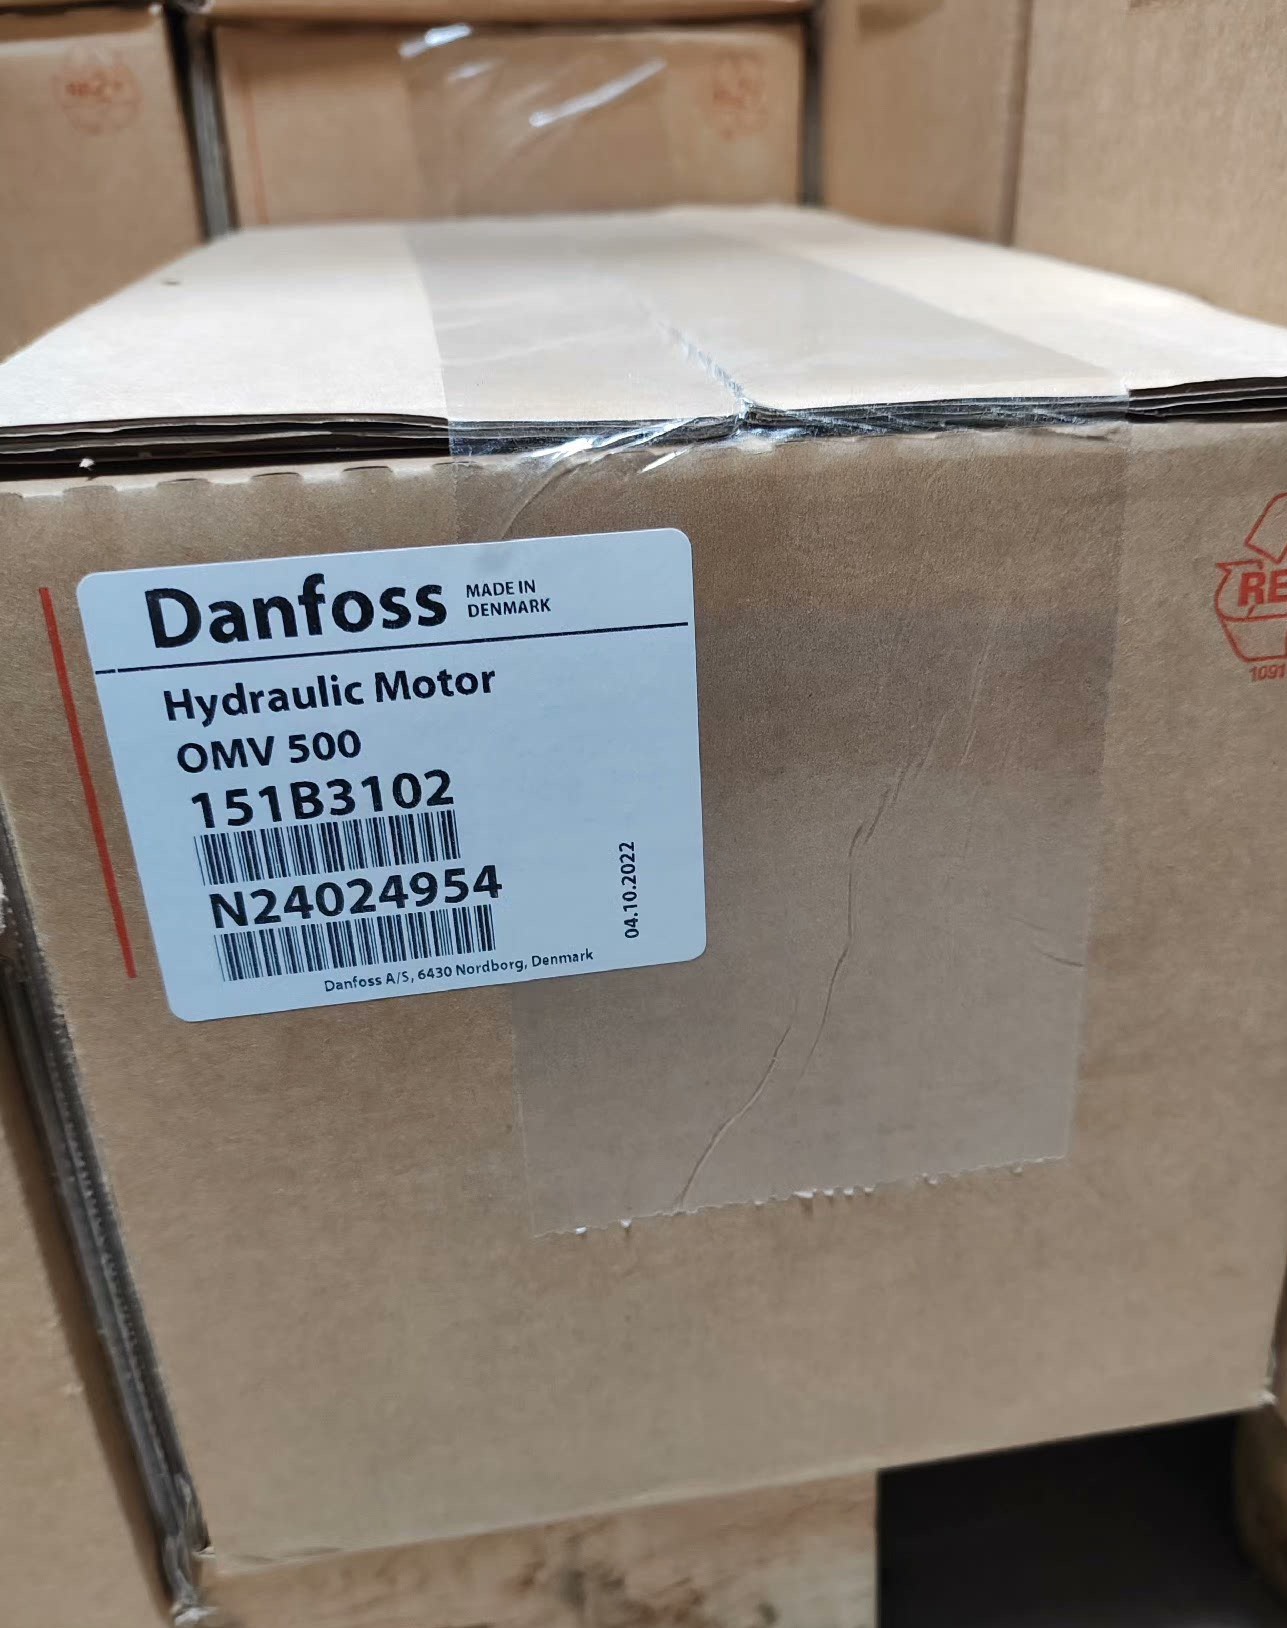 Danfoss
MADE IN
DENMARK
Hydraulic Motor
OMV 500
151B3102
N24024954
04.10.2022
Danfoss A/S, 6430 Nordborg, Denmark